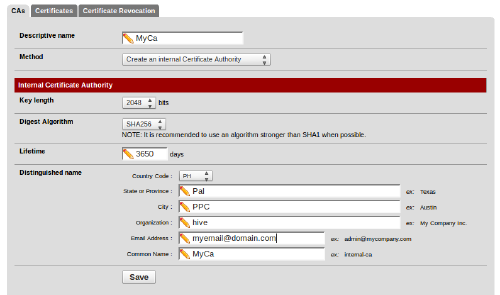 CAs Certificates Certificate Revocation
Descriptive name MyCa
Method Create an internal Certificate Authority
Internal Certificate Authority
Key length 2048 bits
Digest Algorithm SHA256
NOTE: It is recommended to use an algorithm stronger than SHA1 when possible.
Lifetime 3650 days
Distinguished name Country Code : PH
State or Province : Pal ex: Texas
City : PPC ex: Austin
Organization : hive ex: My Company Inc.
Email Address : myemail@domain.com ex: admin@mycompany.com
Common Name : MyCa ex: internal-ca
Save